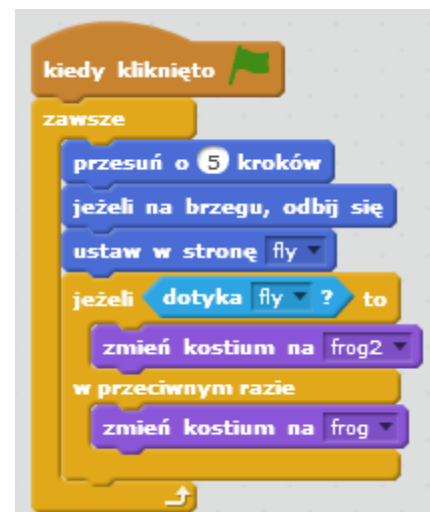 kiedy kliknięto
zawsze
przesuń o 5 kroków
jeżeli na brzegu, odbij się
ustaw w stronę fly
jeżeli dotyka fly ? to
zmień kostium na frog2
w przeciwnym razie
zmień kostium na frog